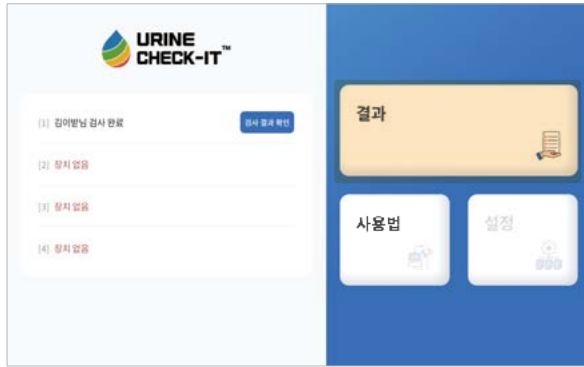 URINE
CHECK-IT™
[1] 김이받님 검사 완료
검사 결과 확인
[2] 장치 없음
[3] 장치 없음
[4] 장치 없음
결과
사용법
설정